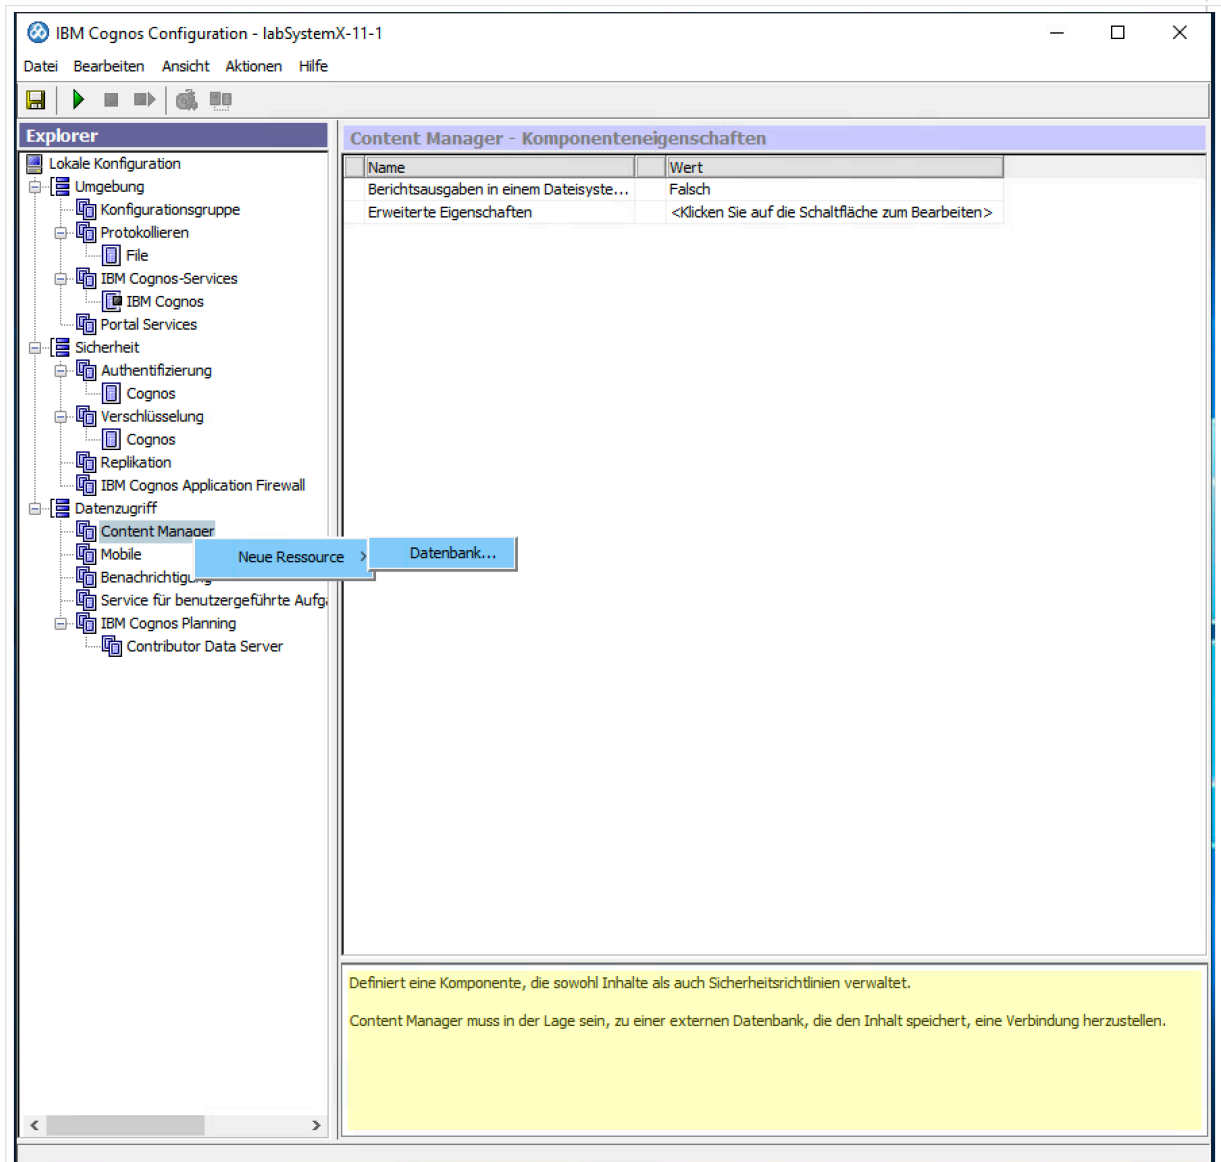 IBM Cognos Configuration - labSystemX-11-1
Datei Bearbeiten Ansicht Aktionen Hilfe
Explorer
Lokale Konfiguration
Umgebung
Konfigurationsgruppe
Protokollieren
File
IBM Cognos-Services
IBM Cognos
Portal Services
Sicherheit
Authentifizierung
Cognos
Verschlüsselung
Cognos
Replikation
IBM Cognos Application Firewall
Datenzugriff
Content Manager
Mobile
Benachrichtigung
Service für benutzergeführte Aufg
IBM Cognos Planning
Contributor Data Server
Neue Ressource
Datenbank...
Content Manager - Komponenteneigenschaften
Name Wert
Berichtsausgaben in einem Dateisyste... Falsch
Erweiterte Eigenschaften <Klicken Sie auf die Schaltfläche zum Bearbeiten>
Definiert eine Komponente, die sowohl Inhalte als auch Sicherheitsrichtlinien verwaltet.
Content Manager muss in der Lage sein, zu einer externen Datenbank, die den Inhalt speichert, eine Verbindung herzustellen.